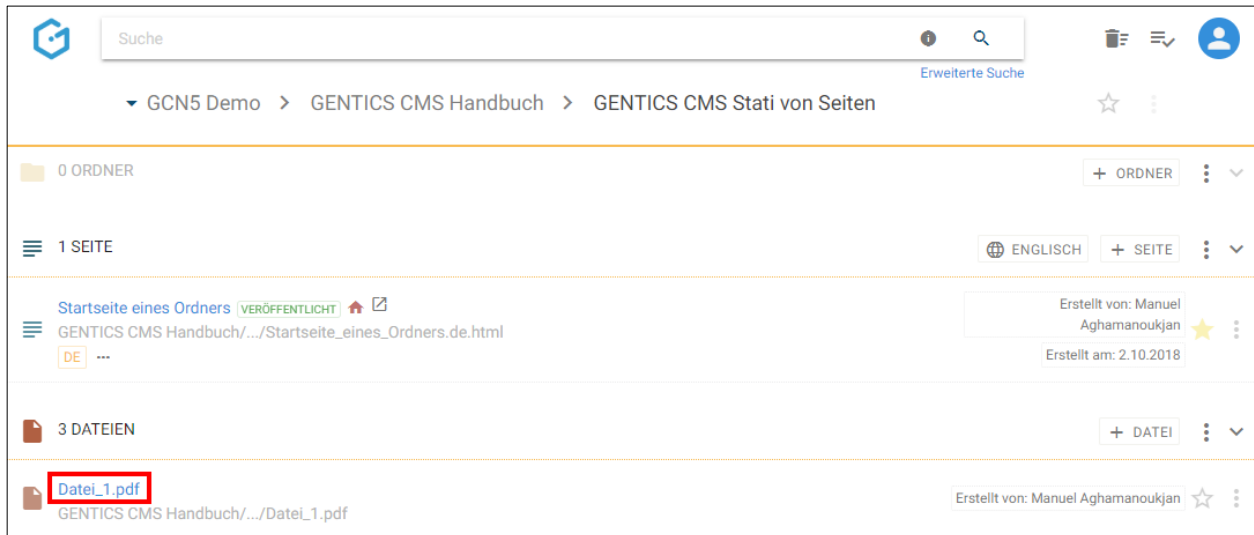 Suche
Erweiterte Suche
GCN5 Demo > GENTICS CMS Handbuch > GENTICS CMS Stati von Seiten
0 ORDNER
+ ORDNER
1 SEITE
ENGLISCH
+ SEITE
Startseite eines Ordners VERÖFFENTLICHT
GENTICS CMS Handbuch/.../Startseite_eines_Ordners.de.html
DE ---
Erstellt von: Manuel
Aghamanoukjan
Erstellt am: 2.10.2018
3 DATEIEN
+ DATEI
Datei_1.pdf
GENTICS CMS Handbuch/.../Datei_1.pdf
Erstellt von: Manuel Aghamanoukjan